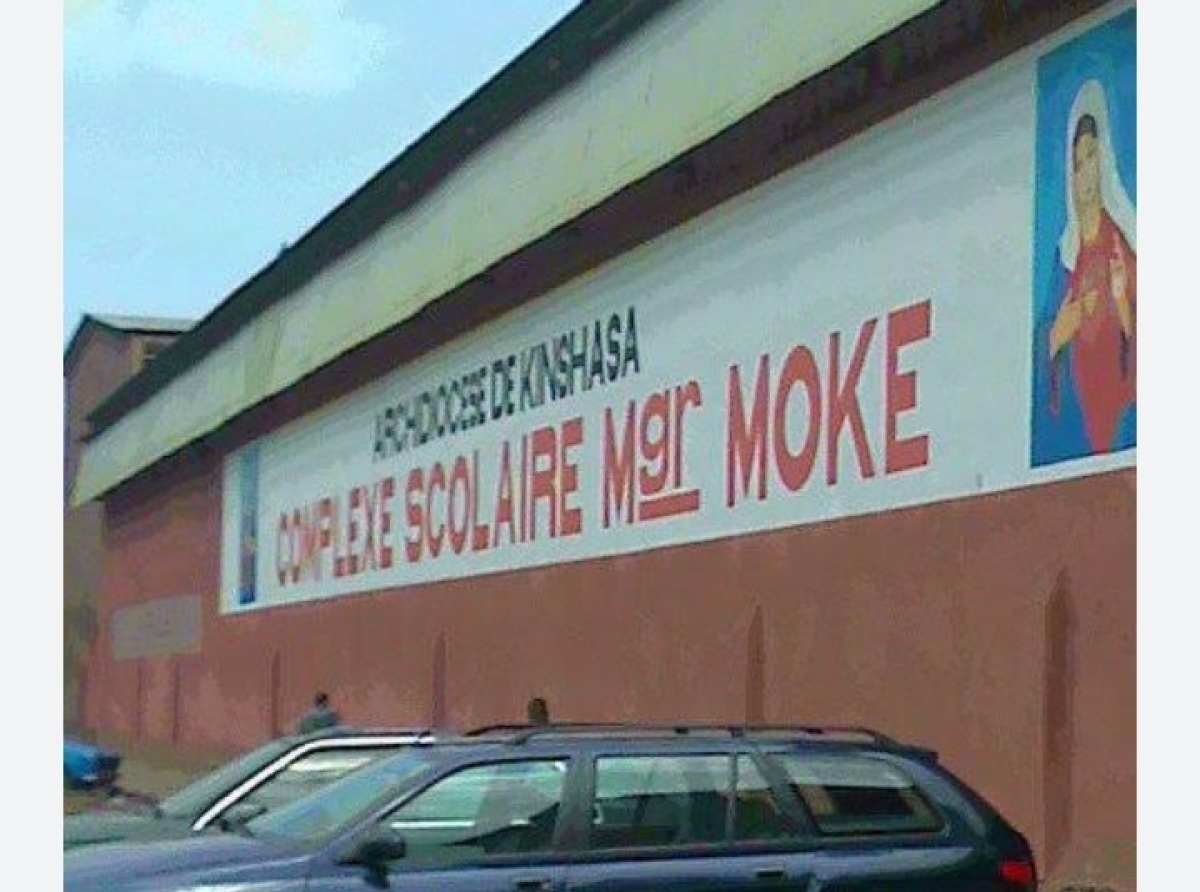 ARCHIDIOCESE DE KINSHASA
COMPLEXE SCOLAIRE Mgr MOKE